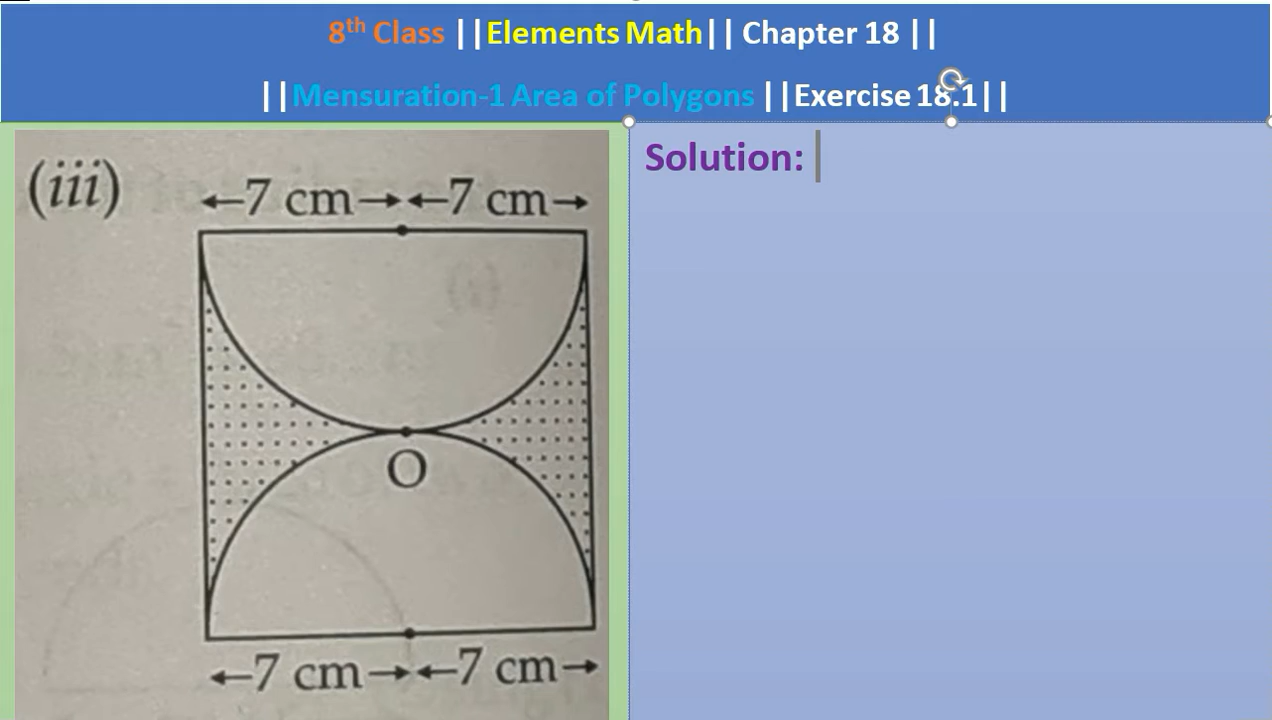 8th Class ||Elements Math|| Chapter 18 ||
||Mensuration-1 Area of Polygons ||Exercise 18.1||
(iii)
←7 cm→←7 cm→
O
←7 cm→←7 cm→
Solution: